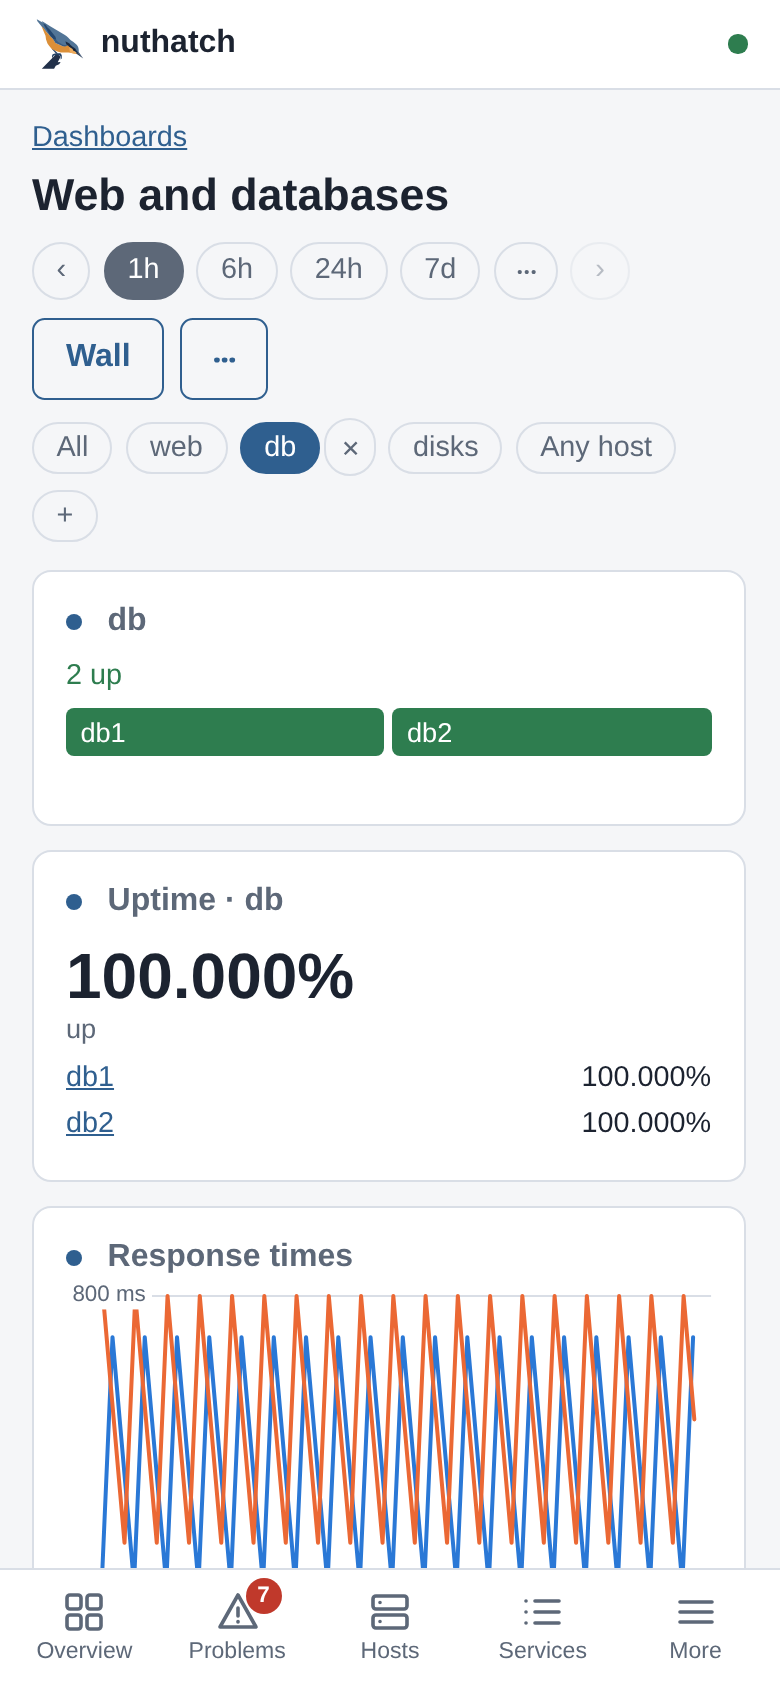 nuthatch
Dashboards
Web and databases
‹ 1h 6h 24h 7d ... ›
Wall ...
All web db × disks Any host
+
db
2 up
db1 db2
Uptime · db
100.000%
up
db1 100.000%
db2 100.000%
Response times
800 ms
7
Overview Problems Hosts Services More